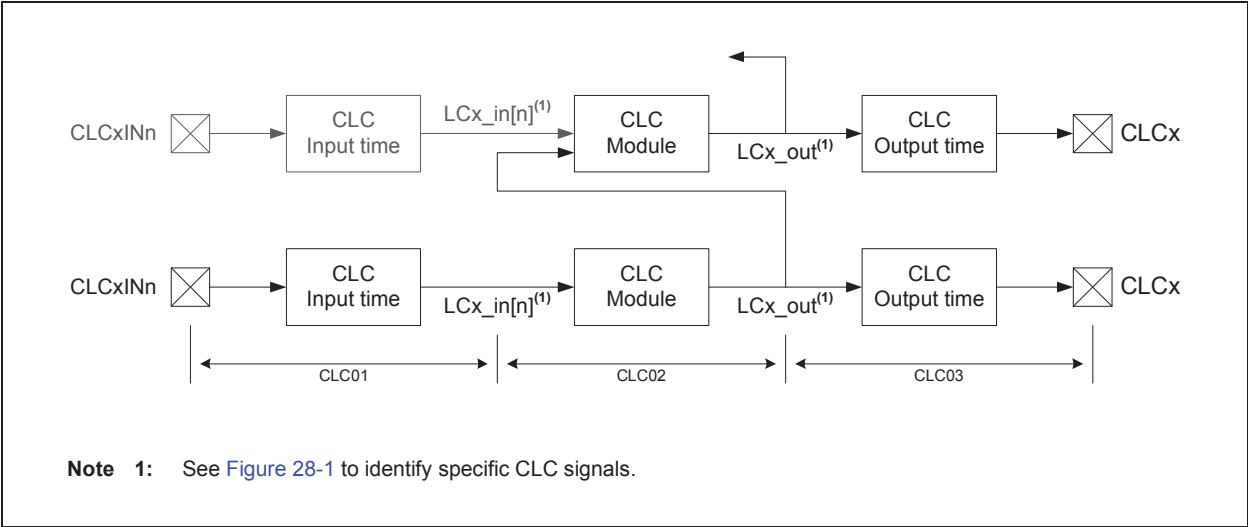 CLCxINn
CLC
Input time
LCx_in[n](1)
CLC
Module
LCx_out(1)
CLC
Output time
CLCx
CLCxINn
CLC
Input time
LCx_in[n](1)
CLC
Module
LCx_out(1)
CLC
Output time
CLCx
CLC01
CLC02
CLC03
Note 1: See Figure 28-1 to identify specific CLC signals.